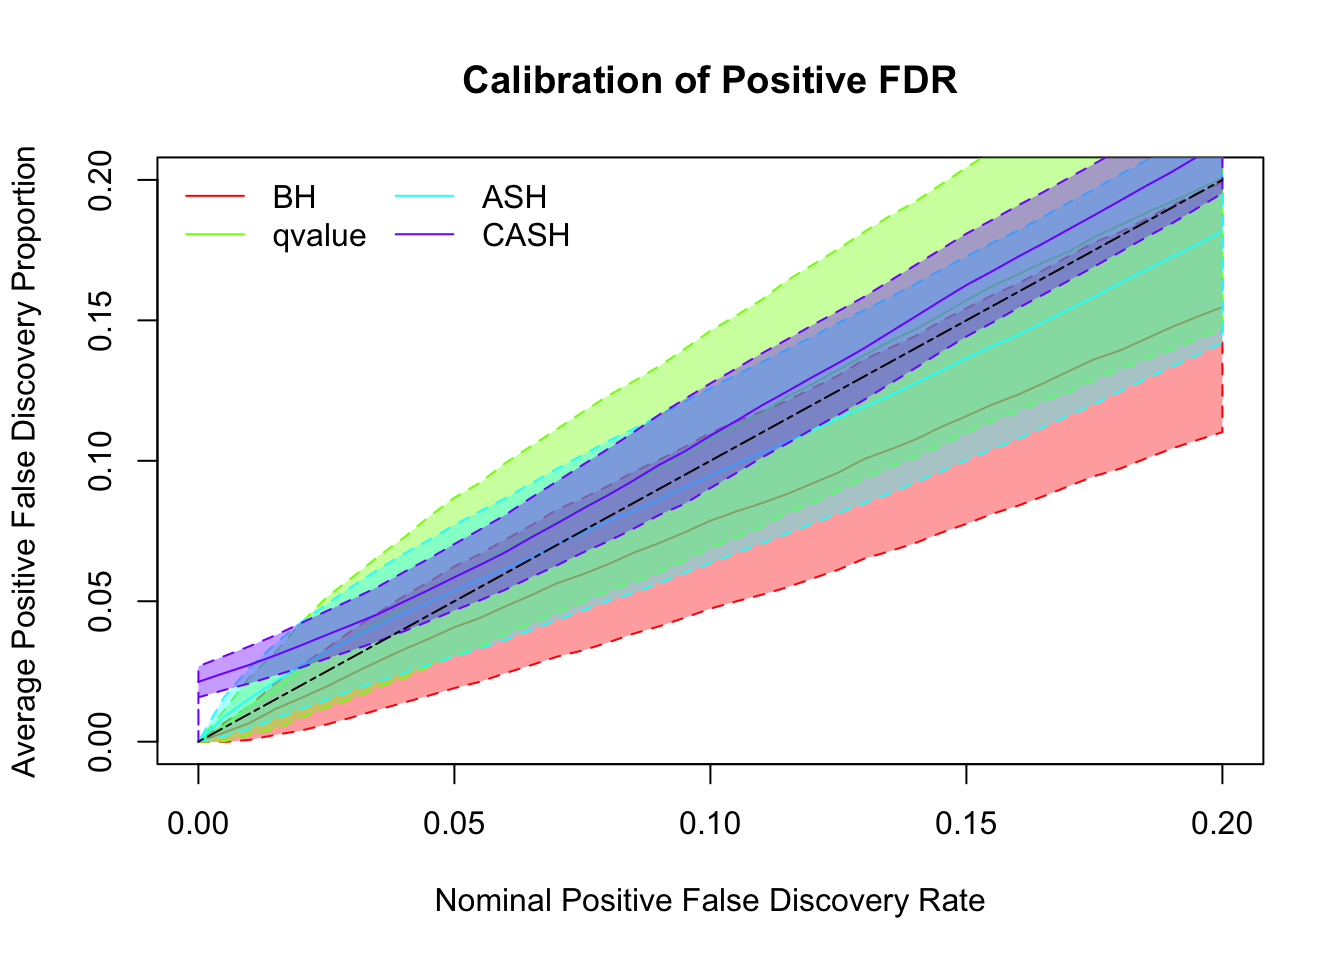 Calibration of Positive FDR
Average Positive False Discovery Proportion
0.20
0.15
0.10
0.05
0.00
BH
qvalue
ASH
CASH
0.00 0.05 0.10 0.15 0.20
Nominal Positive False Discovery Rate